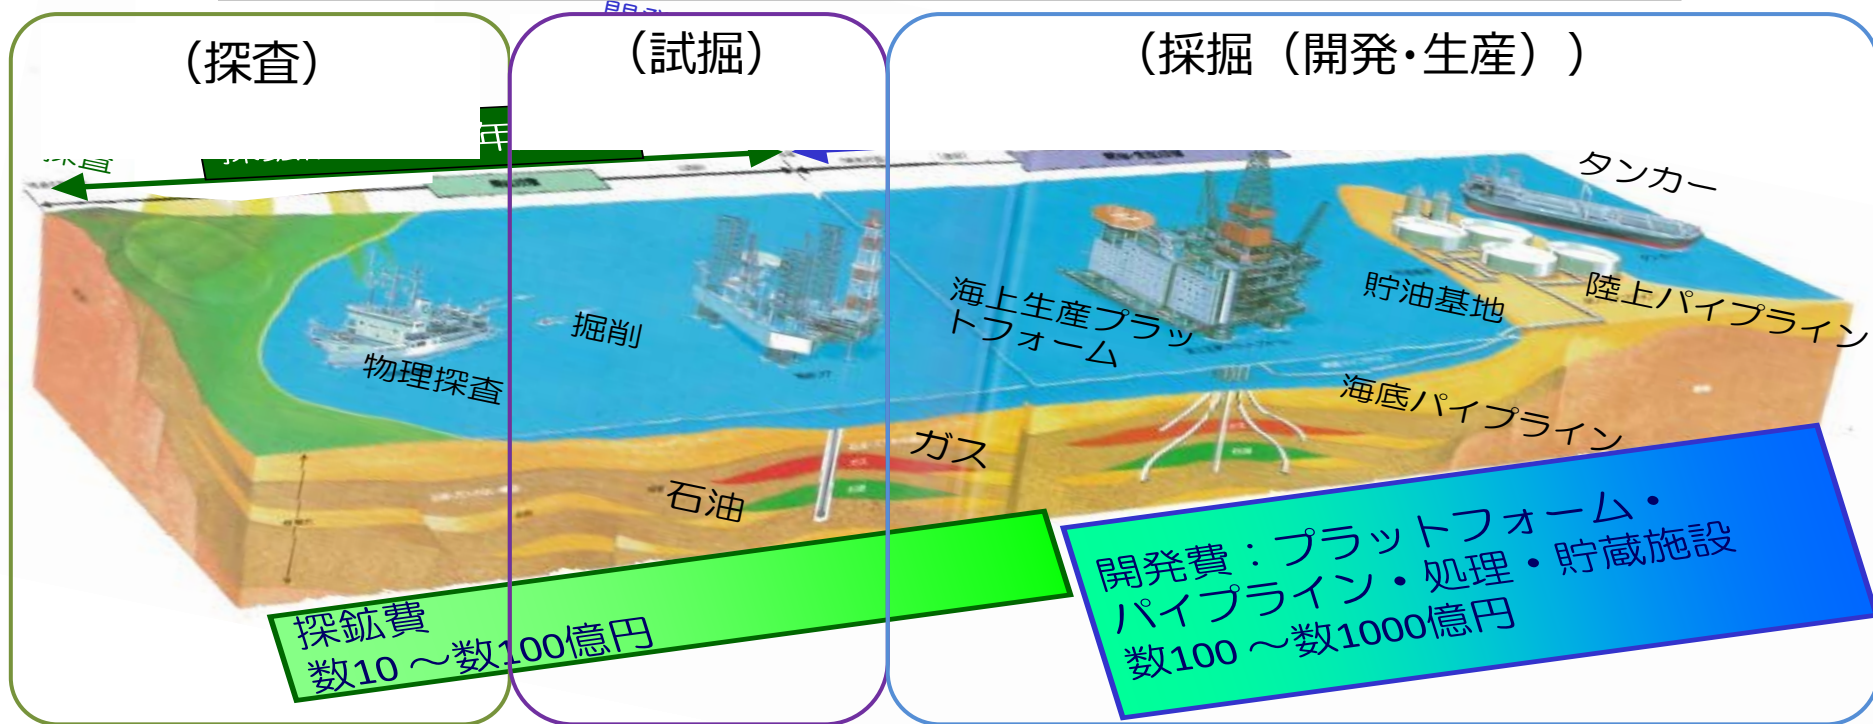 （探査）
（試掘）
（採掘（開発・生産））
探査
年
タンカー
海上生産プラッ
トフォーム
貯油基地
陸上パイプライン
掘削
物理探査
海底パイプライン
ガス
石油
探鉱費
数10 ～数100億円
開発費：プラットフォーム・
パイプライン・処理・貯蔵施設
数100 ～数1000億円